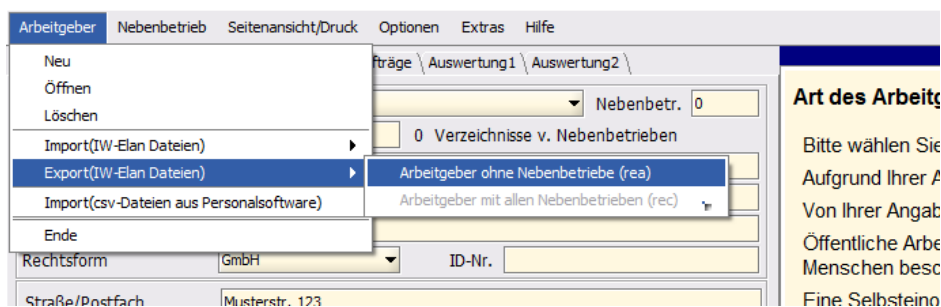 Arbeitgeber Nebenbetrieb Seitenansicht/Druck Optionen Extras Hilfe
Neu
Öffnen
Löschen
Import(IW-Elan Dateien)
Export(IW-Elan Dateien)
Import(csv-Dateien aus Personalsoftware)
Ende
Arbeitgeber ohne Nebenbetriebe (rea)
Arbeitgeber mit allen Nebenbetrieben (rec)
fträge \ Auswertung1 \ Auswertung2 \
Nebenbetr. 0
0 Verzeichnisse v. Nebenbetrieben
Rechtsform GmbH ID-Nr.
Straße/Postfach Musterstr. 123
Art des Arbeitg
Bitte wählen Sie
Aufgrund Ihrer A
Von Ihrer Angab
Öffentliche Arbe
Menschen besc
Eine Selbsteino